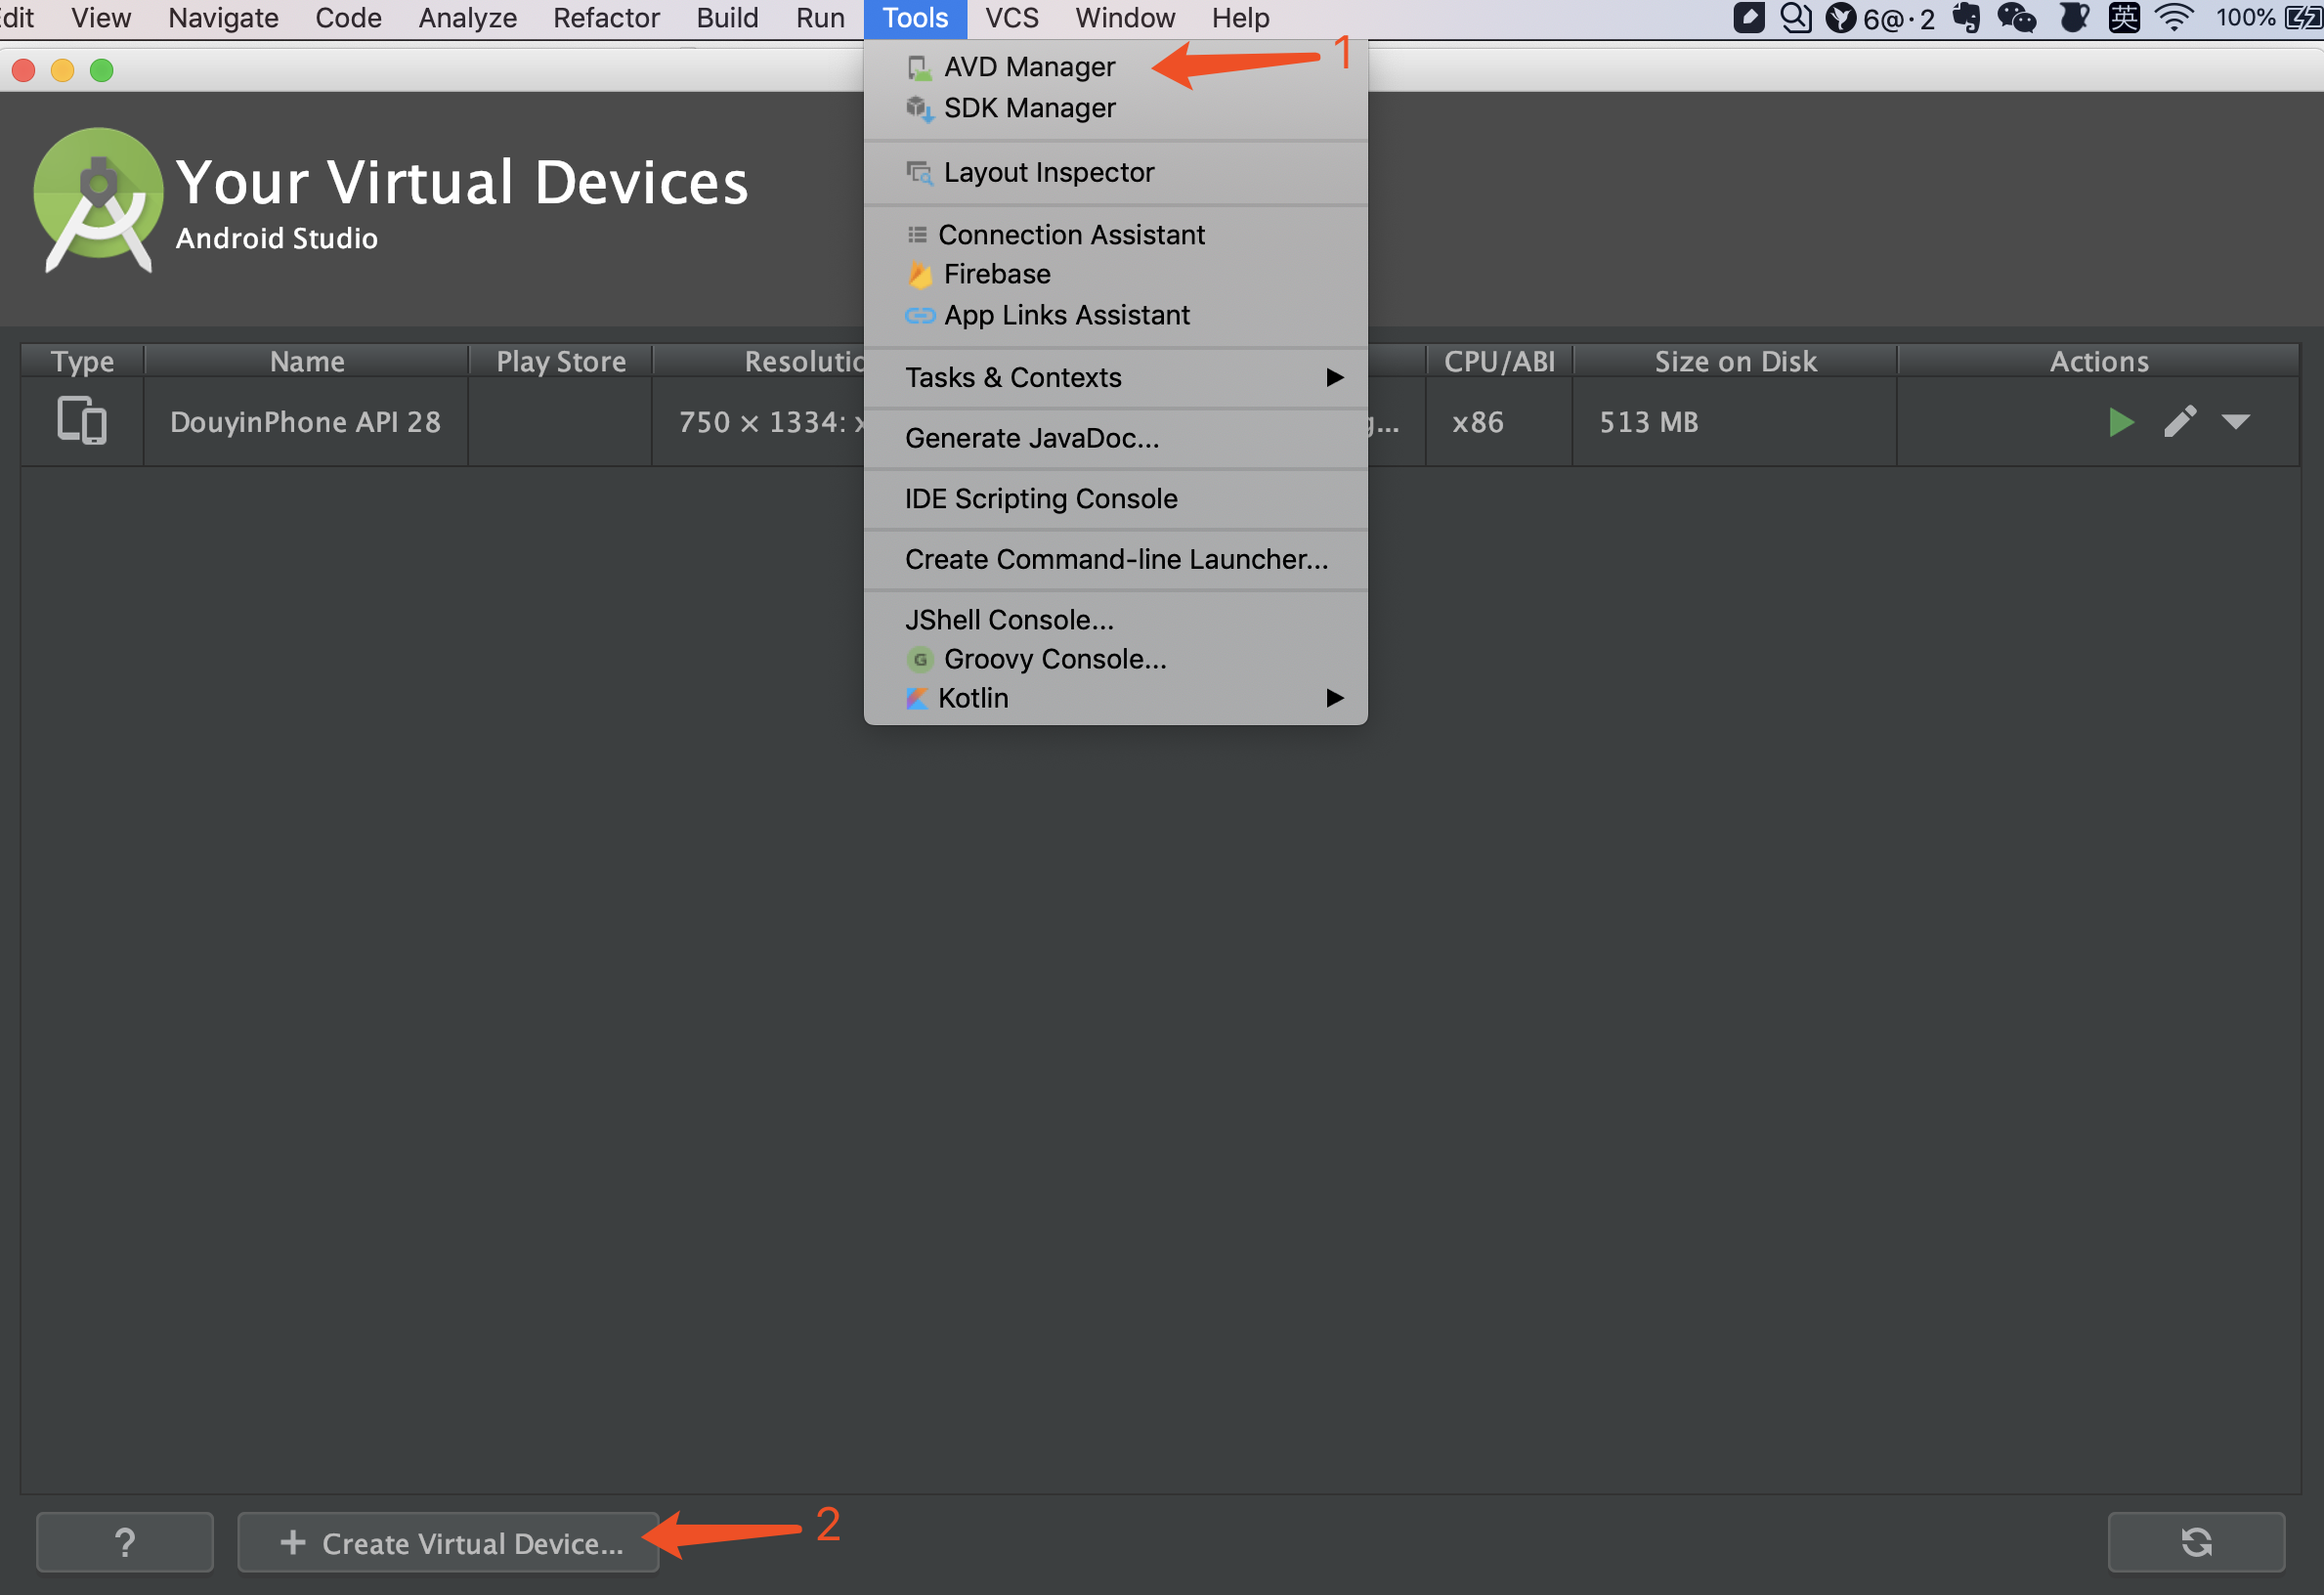 dit View Navigate Code Analyze Refactor Build Run Tools VCS Window Help 6@·2 英 100%
AVD Manager 1
SDK Manager
Your Virtual Devices
Android Studio
Layout Inspector
Connection Assistant
Firebase
App Links Assistant
Type Name Play Store Resolutio CPU/ABI Size on Disk Actions
Tasks & Contexts
DouyinPhone API 28 750 × 1334: x g... x86 513 MB
Generate JavaDoc...
IDE Scripting Console
Create Command-line Launcher...
JShell Console...
G Groovy Console...
Kotlin
? + Create Virtual Device... 2